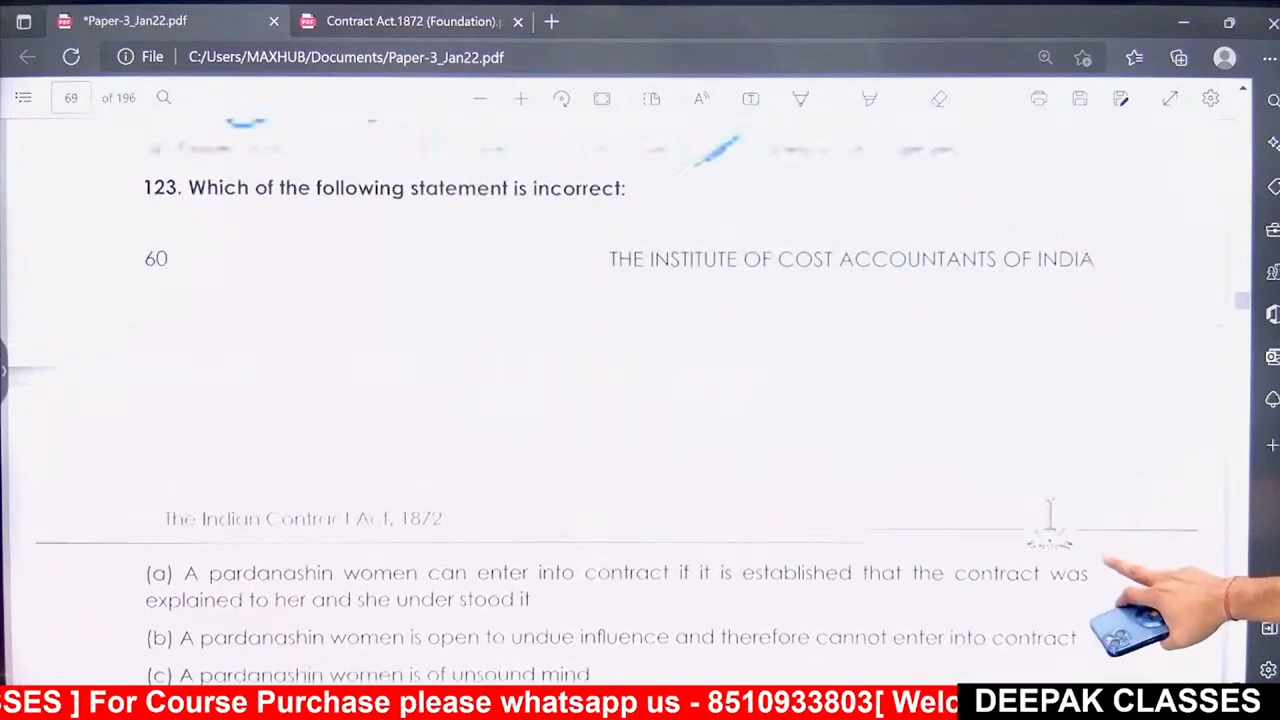 *Paper-3_Jan22.pdf
Contract Act.1872 (Foundation).p
File C:/Users/MAXHUB/Documents/Paper-3_Jan22.pdf
69 of 196
123. Which of the following statement is incorrect:
60 THE INSTITUTE OF COST ACCOUNTANTS OF INDIA
The Indian Contract Act, 1872
(a) A pardanashin women can enter into contract if it is established that the contract was
explained to her and she under stood it
(b) A pardanashin women is open to undue influence and therefore cannot enter into contract
(c) A pardanashin women is of unsound mind
SSES ] For Course Purchase please whatsapp us - 8510933803[ Welc
DEEPAK CLASSES